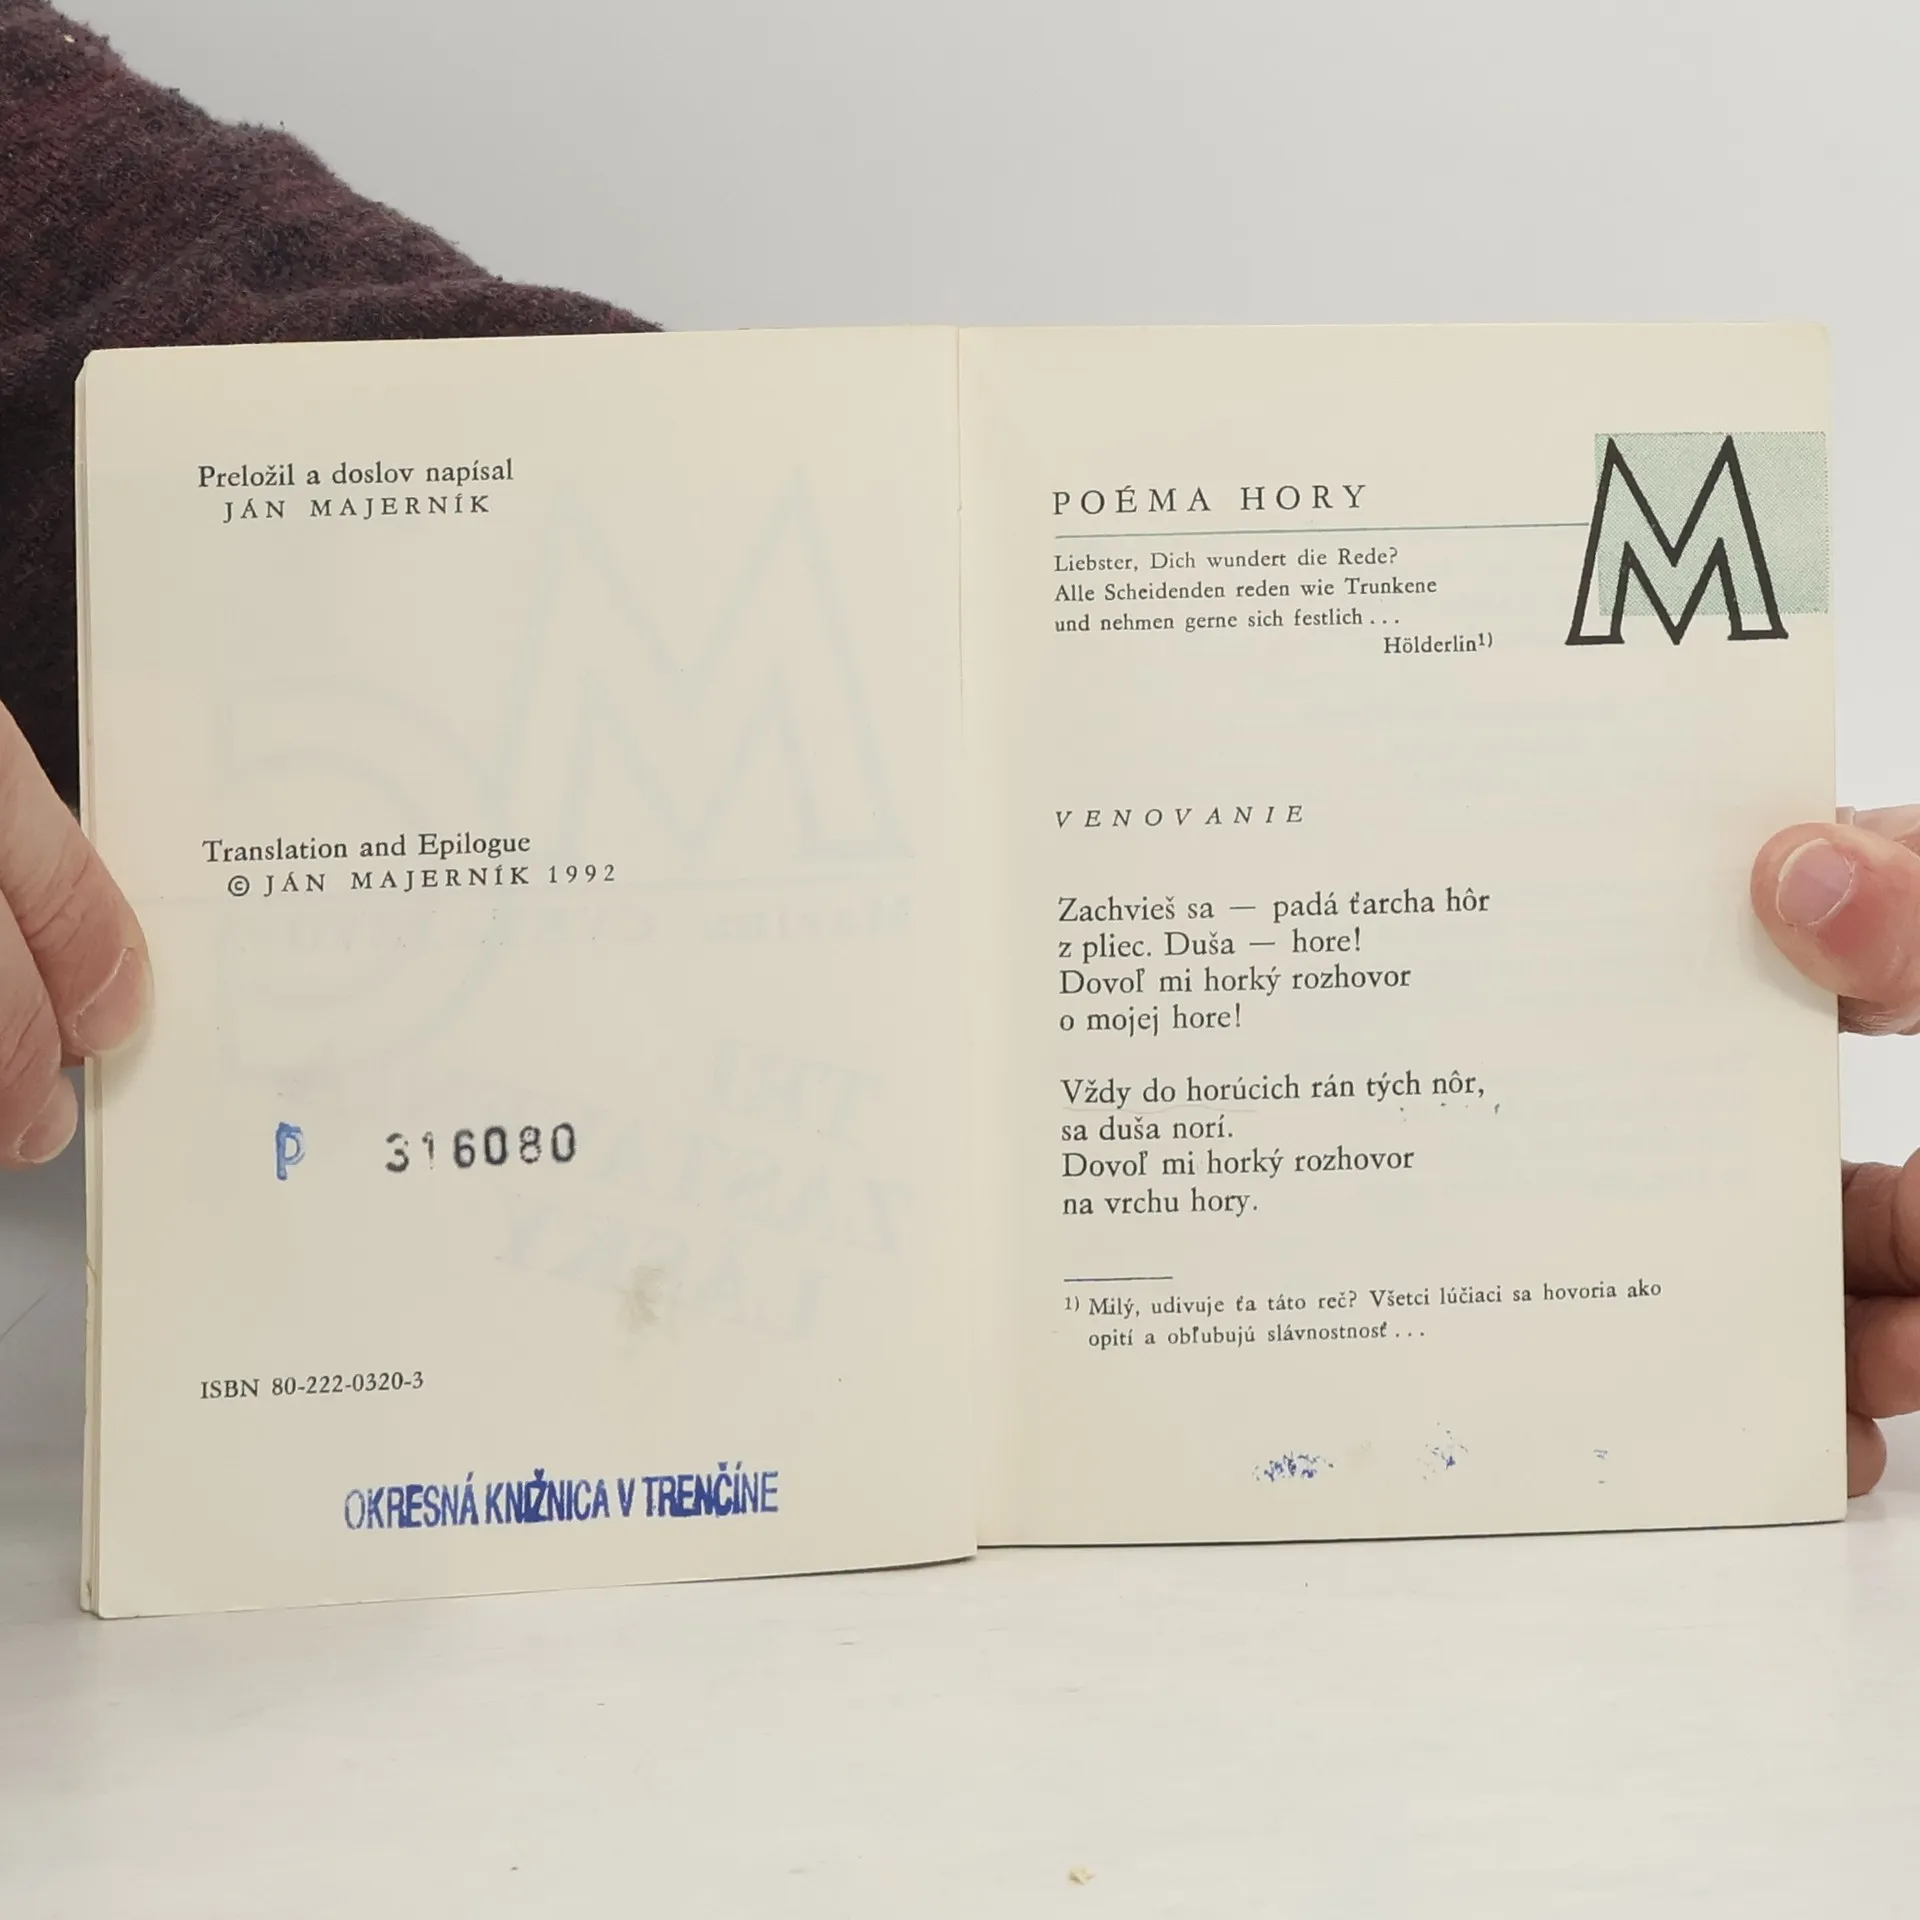 Preložil a doslov napísal
JÁN MAJERNÍK
Translation and Epilogue
© JÁN MAJERNÍK 1992
P 316080
ISBN 80-222-0320-3
OKRESNÁ KNIŽNICA V TRENČÍNE
POÉMA HORY
M
Liebster, Dich wundert die Rede?
Alle Scheidenden reden wie Trunkene
und nehmen gerne sich festlich . . .
Hölderlin¹)
VENOVANIE
Zachvieš sa — padá ťarcha hôr
z pliec. Duša — hore!
Dovoľ mi horký rozhovor
o mojej hore!
Vždy do horúcich rán tých nôr,
sa duša norí.
Dovoľ mi horký rozhovor
na vrchu hory.
¹) Milý, udivuje ťa táto reč? Všetci lúčiaci sa hovoria ako
opití a obľubujú slávnostnosť . . .